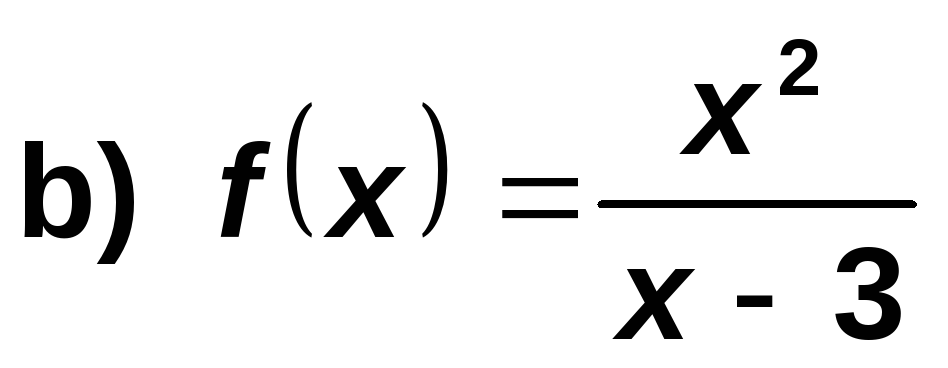 b) f(x) = x²/(x - 3)